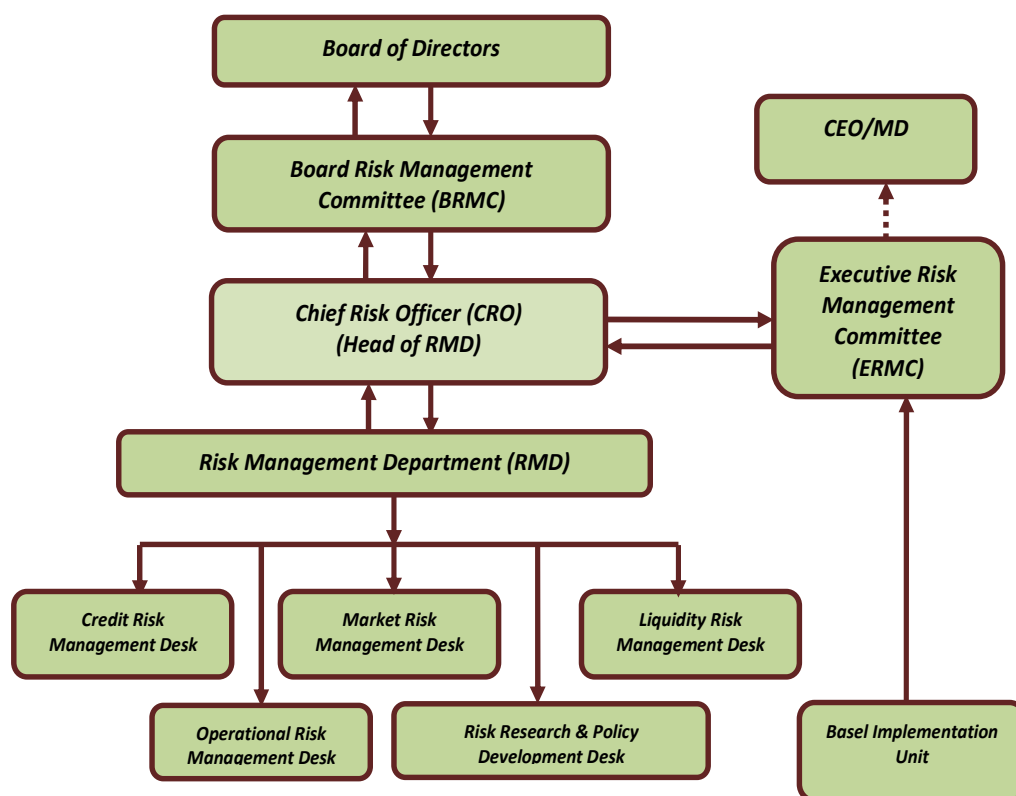 Board of Directors
CEO/MD
Board Risk Management
Committee (BRMC)
Executive Risk
Management
Committee
(ERMC)
Chief Risk Officer (CRO)
(Head of RMD)
Risk Management Department (RMD)
Credit Risk
Management Desk
Market Risk
Management Desk
Liquidity Risk
Management Desk
Operational Risk
Management Desk
Risk Research & Policy
Development Desk
Basel Implementation
Unit